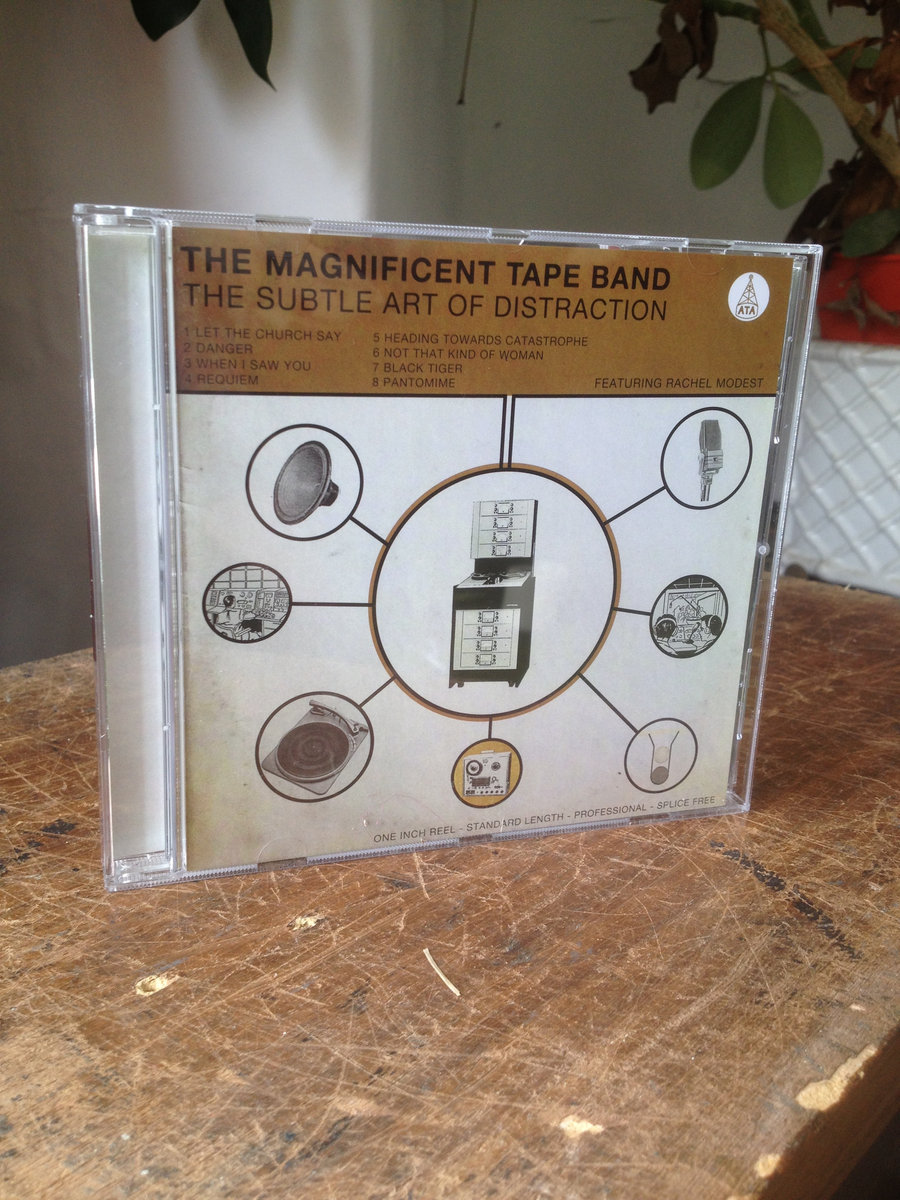 THE MAGNIFICENT TAPE BAND
THE SUBTLE ART OF DISTRACTION
ATA
1 LET THE CHURCH SAY
2 DANGER
3 WHEN I SAW YOU
4 REQUIEM
5 HEADING TOWARDS CATASTROPHE
6 NOT THAT KIND OF WOMAN
7 BLACK TIGER
8 PANTOMIME
FEATURING RACHEL MODEST
ONE INCH REEL - STANDARD LENGTH - PROFESSIONAL - SPLICE FREE